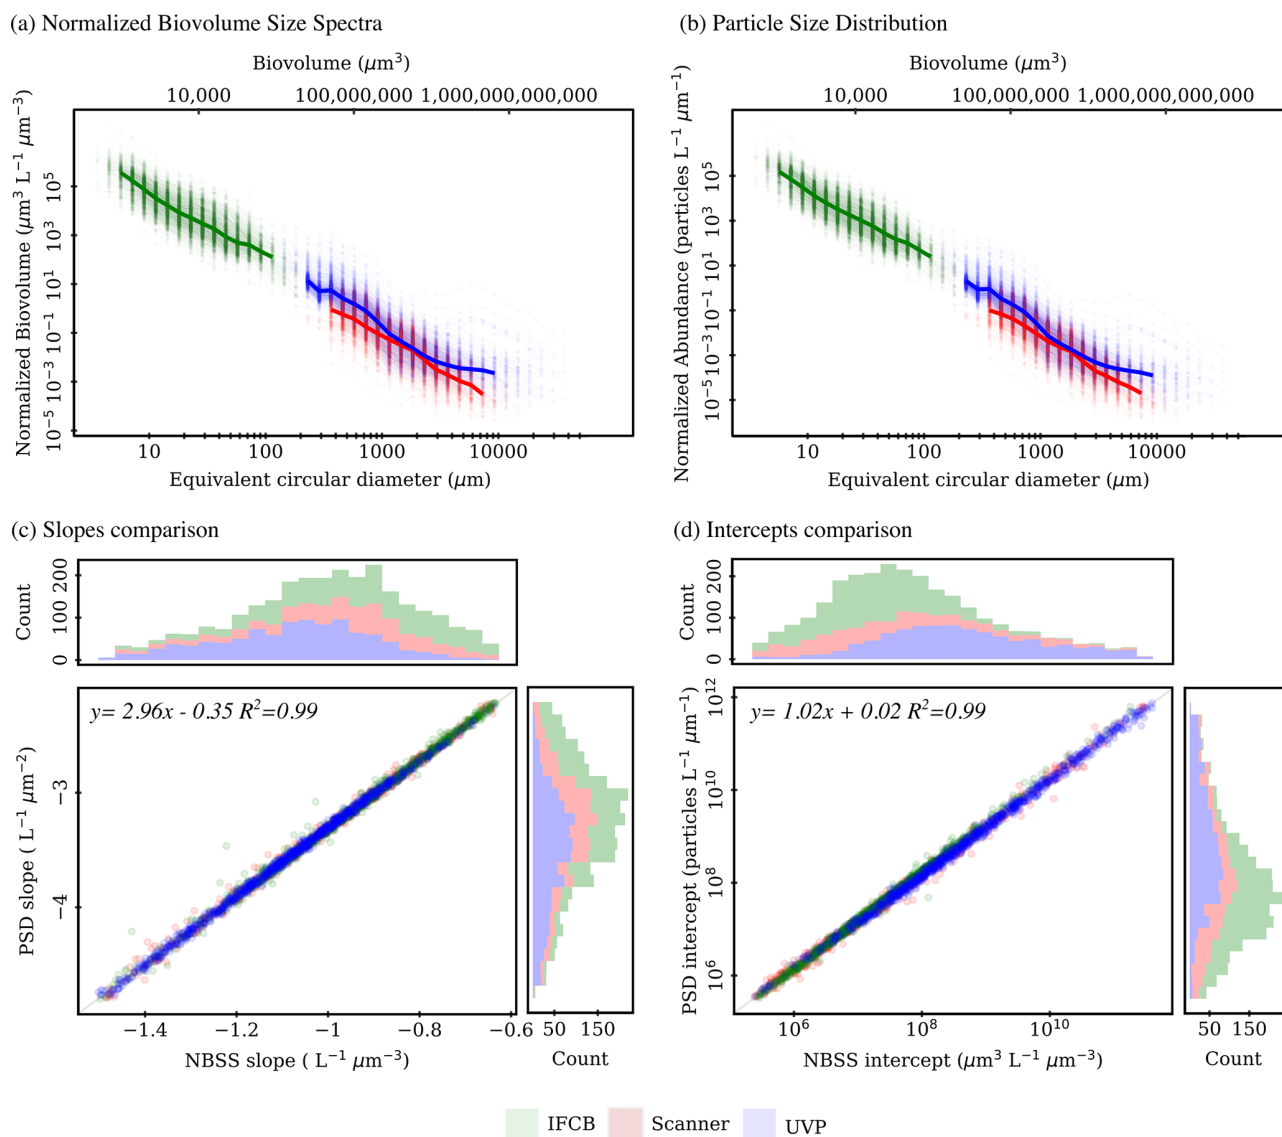 (a) Normalized Biovolume Size Spectra
Biovolume (μm³)
10,000 100,000,000 1,000,000,000,000
Normalized Biovolume (μm³ L⁻¹ μm⁻³)
10⁵
10³
10¹
10⁻¹
10⁻³
10⁻⁵
10 100 1000 10000
Equivalent circular diameter (μm)
(b) Particle Size Distribution
Biovolume (μm³)
10,000 100,000,000 1,000,000,000,000
Normalized Abundance (particles L⁻¹ μm⁻¹)
10⁵
10³
10¹
10⁻¹
10⁻³
10⁻⁵
10 100 1000 10000
Equivalent circular diameter (μm)
(c) Slopes comparison
Count
200
100
0
y= 2.96x - 0.35 R²=0.99
PSD slope ( L⁻¹ μm⁻²)
−3
−4
−1.4 −1.2 −1 −0.8 −0.6
NBSS slope ( L⁻¹ μm⁻³)
50 150
Count
(d) Intercepts comparison
Count
200
100
0
y= 1.02x + 0.02 R²=0.99
PSD intercept (particles L⁻¹ μm⁻¹)
10¹²
10¹⁰
10⁸
10⁶
10⁶ 10⁸ 10¹⁰
NBSS intercept (μm³ L⁻¹ μm⁻³)
50 150
Count
IFCB Scanner UVP